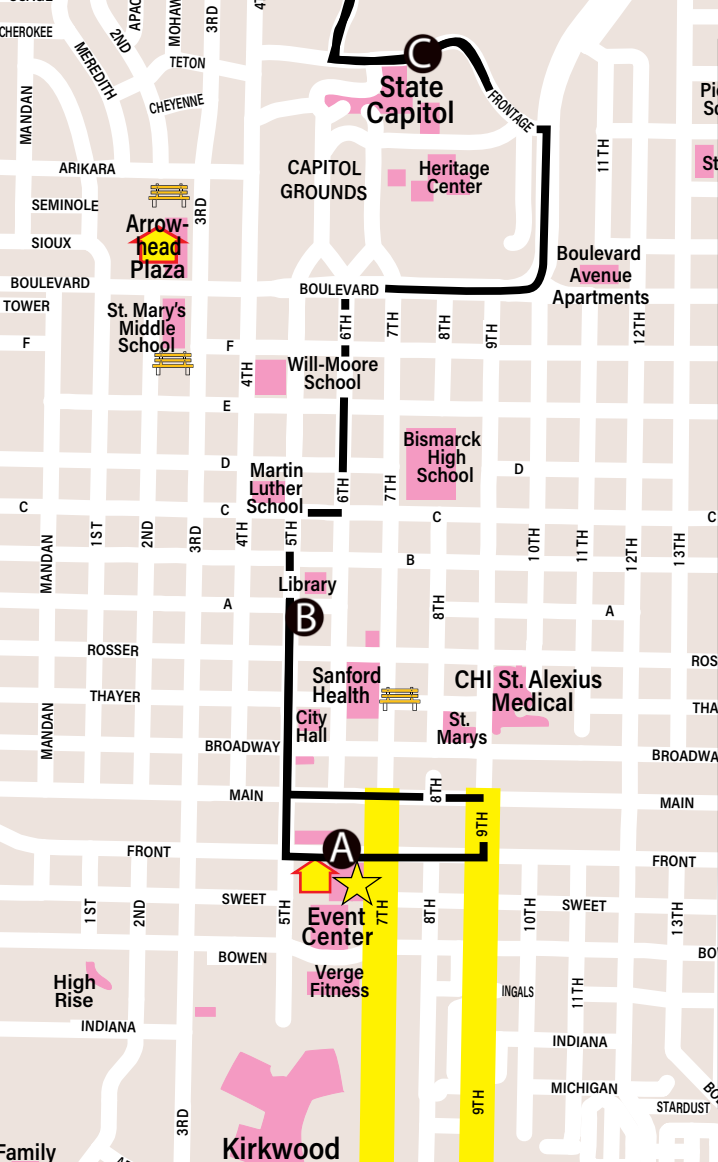 CHEROKEE
2ND
APAC
MOHAW
3RD
4T
MEREDITH
TETON
MANDAN
CHEYENNE
C
State
Capitol
FRONTAGE
Pi
Sc
11TH
St
ARIKARA
CAPITOL
GROUNDS
Heritage
Center
SEMINOLE
3RD
Arrow-
head
Plaza
SIOUX
Boulevard
Avenue
Apartments
BOULEVARD
BOULEVARD
TOWER
St. Mary's
Middle
School
6TH
7TH
8TH
9TH
12TH
F
F
4TH
Will-Moore
School
E
Bismarck
High
School
D
D
Martin
Luther
School
6TH
7TH
C
C
C
C
MANDAN
1ST
2ND
3RD
4TH
5TH
10TH
11TH
12TH
13TH
B
Library
A
B
8TH
A
ROSSER
ROS
Sanford
Health
CHI St. Alexius
Medical
THAYER
THA
MANDAN
City
Hall
St.
Marys
BROADWAY
BROADWA
MAIN
8TH
MAIN
9TH
FRONT
A
FRONT
SWEET
SWEET
1ST
2ND
5TH
Event
Center
7TH
8TH
10TH
13TH
BOWEN
BO
High
Rise
Verge
Fitness
INGALS
11TH
INDIANA
INDIANA
MICHIGAN
9TH
STARDUST
3RD
Family
Kirkwood